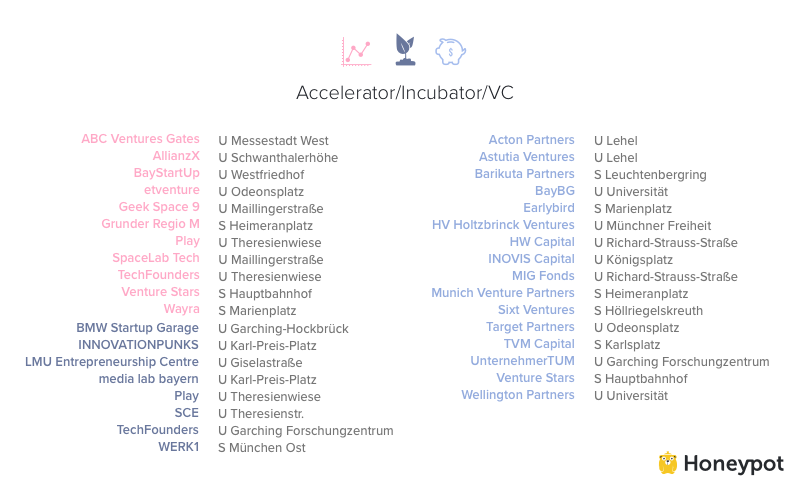 $
Accelerator/Incubator/VC
ABC Ventures Gates U Messestadt West
AllianzX U Schwanthalerhöhe
BayStartUp U Westfriedhof
etventure U Odeonsplatz
Geek Space 9 U Maillingerstraße
Grunder Regio M S Heimeranplatz
Play U Theresienwiese
SpaceLab Tech U Maillingerstraße
TechFounders U Theresienwiese
Venture Stars S Hauptbahnhof
Wayra S Marienplatz
BMW Startup Garage U Garching-Hockbrück
INNOVATIONPUNKS U Karl-Preis-Platz
LMU Entrepreneurship Centre U Giselastraße
media lab bayern U Karl-Preis-Platz
Play U Theresienwiese
SCE U Theresienstr.
TechFounders U Garching Forschungzentrum
WERK1 S München Ost
Acton Partners U Lehel
Astutia Ventures U Lehel
Barikuta Partners S Leuchtenbergring
BayBG U Universität
Earlybird S Marienplatz
HV Holtzbrinck Ventures U Münchner Freiheit
HW Capital U Richard-Strauss-Straße
INOVIS Capital U Königsplatz
MIG Fonds U Richard-Strauss-Straße
Munich Venture Partners S Heimeranplatz
Sixt Ventures S Höllriegelskreuth
Target Partners U Odeonsplatz
TVM Capital S Karlsplatz
UnternehmerTUM U Garching Forschungzentrum
Venture Stars S Hauptbahnhof
Wellington Partners U Universität
Honeypot